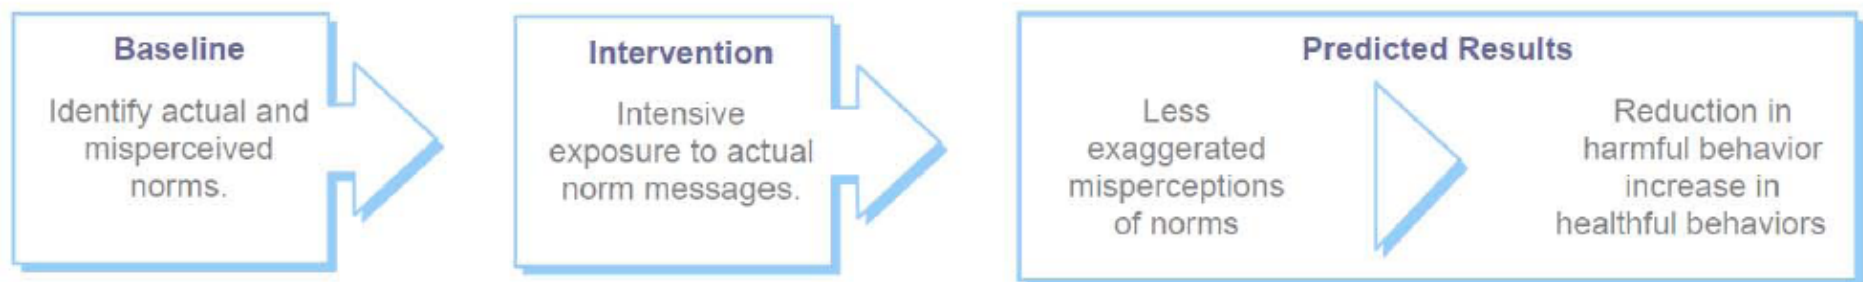 Baseline
Identify actual and
misperceived
norms.
Intervention
Intensive
exposure to actual
norm messages.
Predicted Results
Less
exaggerated
misperceptions
of norms
Reduction in
harmful behavior
increase in
healthful behaviors